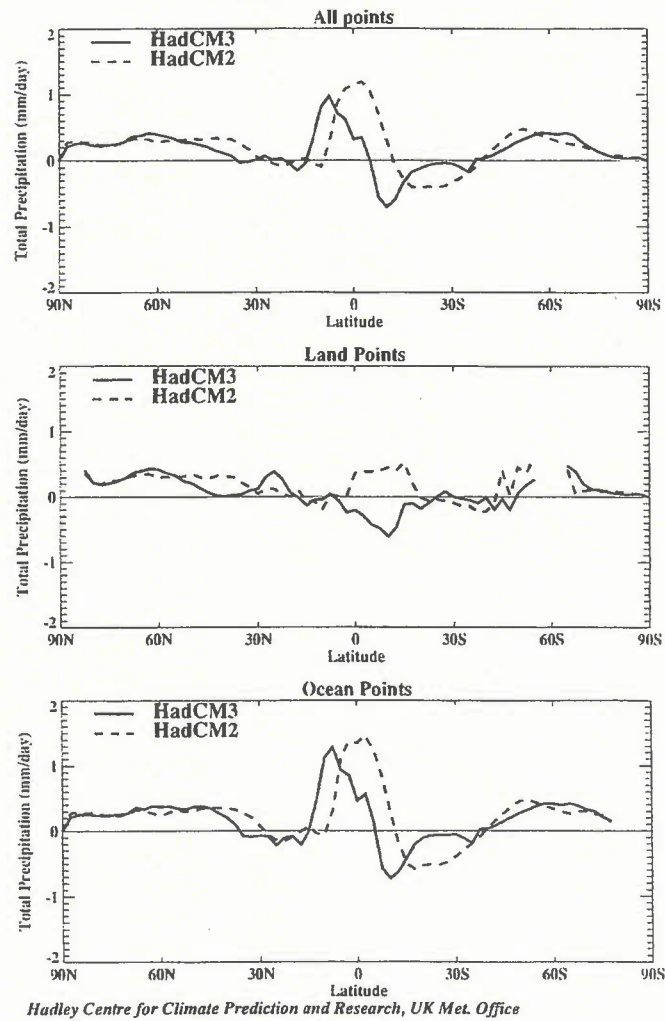 All points
HadCM3
HadCM2
Total Precipitation (mm/day)
2
1
0
-1
-2
90N 60N 30N 0 30S 60S 90S
Latitude
Land Points
HadCM3
HadCM2
Total Precipitation (mm/day)
2
1
0
-1
-2
90N 60N 30N 0 30S 60S 90S
Latitude
Ocean Points
HadCM3
HadCM2
Total Precipitation (mm/day)
2
1
0
-1
-2
90N 60N 30N 0 30S 60S 90S
Latitude
Hadley Centre for Climate Prediction and Research, UK Met. Office